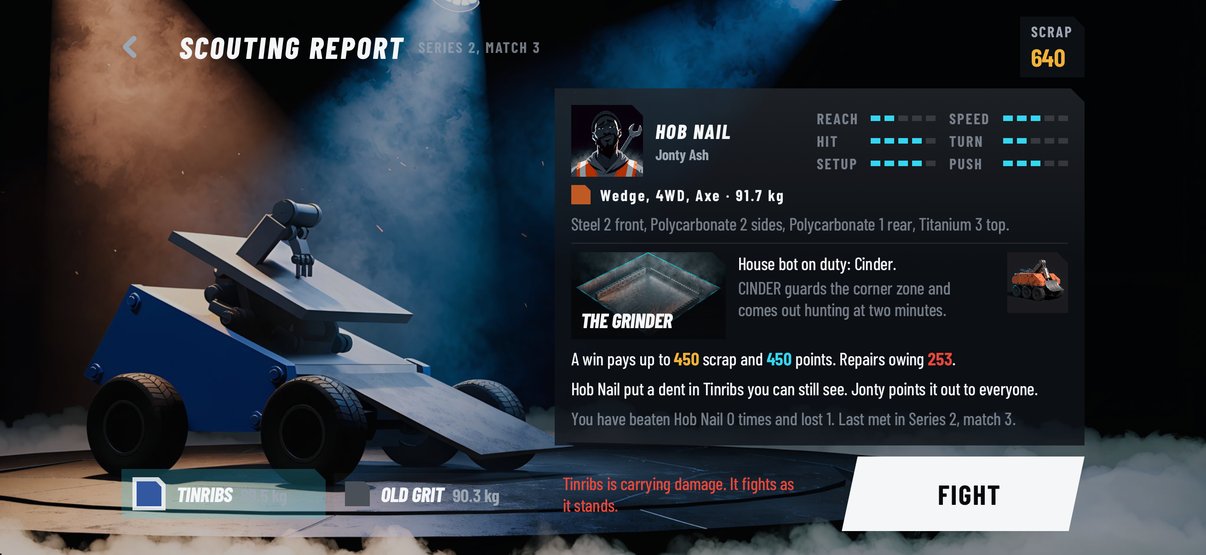 SCOUTING REPORT SERIES 2, MATCH 3
SCRAP
640
HOB NAIL
Jonty Ash
REACH
SPEED
HIT
TURN
SETUP
PUSH
Wedge, 4WD, Axe · 91.7 kg
Steel 2 front, Polycarbonate 2 sides, Polycarbonate 1 rear, Titanium 3 top.
THE GRINDER
House bot on duty: Cinder.
CINDER guards the corner zone and
comes out hunting at two minutes.
A win pays up to 450 scrap and 450 points. Repairs owing 253.
Hob Nail put a dent in Tinribs you can still see. Jonty points it out to everyone.
You have beaten Hob Nail 0 times and lost 1. Last met in Series 2, match 3.
TINRIBS
OLD GRIT 90.3 kg
Tinribs is carrying damage. It fights as
it stands.
FIGHT